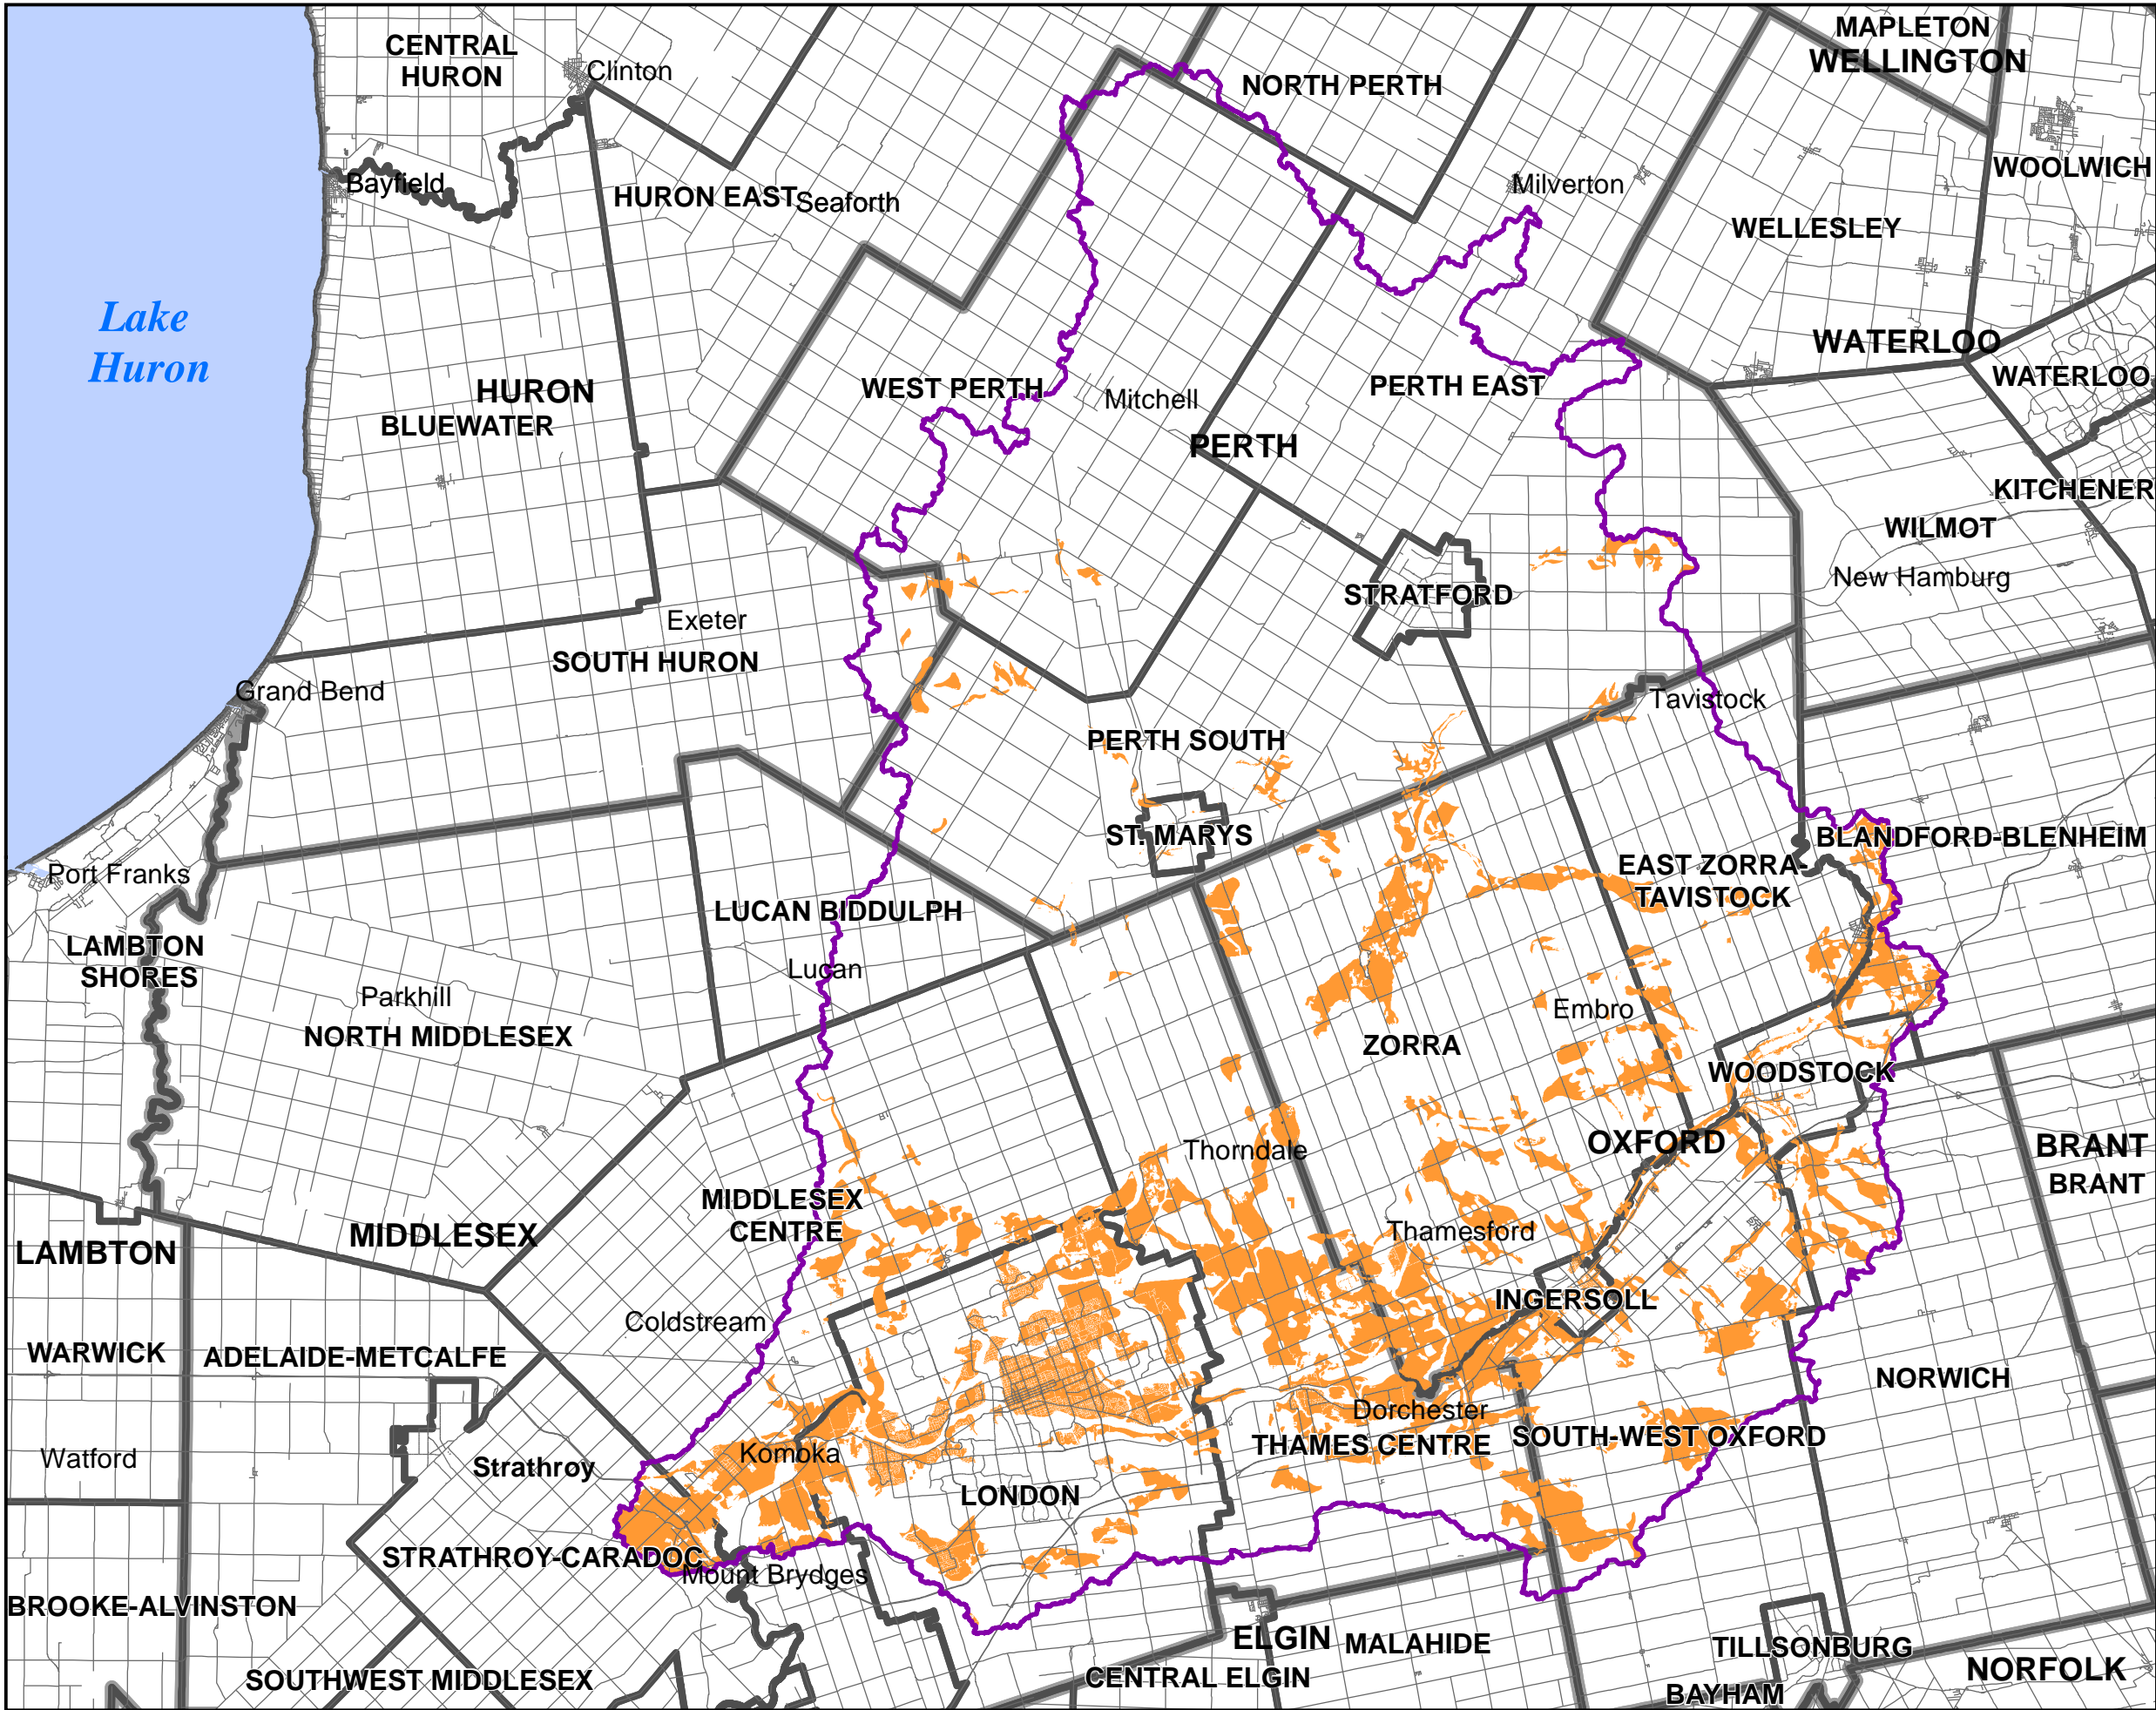 MAPLETON
WELLINGTON
CENTRAL
HURON
Clinton
NORTH PERTH
WOOLWICH
Bayfield
HURON EAST
Seaforth
Milverton
WELLESLEY
Lake
Huron
WATERLOO
WATERLOO
HURON
BLUEWATER
WEST PERTH
Mitchell
PERTH EAST
PERTH
KITCHENER
WILMOT
New Hamburg
STRATFORD
Exeter
SOUTH HURON
Grand Bend
Tavistock
PERTH SOUTH
ST. MARYS
BLANDFORD-BLENHEIM
EAST ZORRA-
TAVISTOCK
Port Franks
LUCAN BIDDULPH
LAMBTON
SHORES
Lucan
Parkhill
NORTH MIDDLESEX
Embro
ZORRA
WOODSTOCK
OXFORD
Thorndale
BRANT
BRANT
MIDDLESEX
CENTRE
MIDDLESEX
LAMBTON
Thamesford
INGERSOLL
Coldstream
WARWICK
ADELAIDE-METCALFE
NORWICH
Dorchester
THAMES CENTRE
SOUTH-WEST OXFORD
Watford
Strathroy
Komoka
LONDON
STRATHROY-CARADOC
Mount Brydges
BROOKE-ALVINSTON
ELGIN
MALAHIDE
TILLSONBURG
SOUTHWEST MIDDLESEX
CENTRAL ELGIN
NORFOLK
BAYHAM